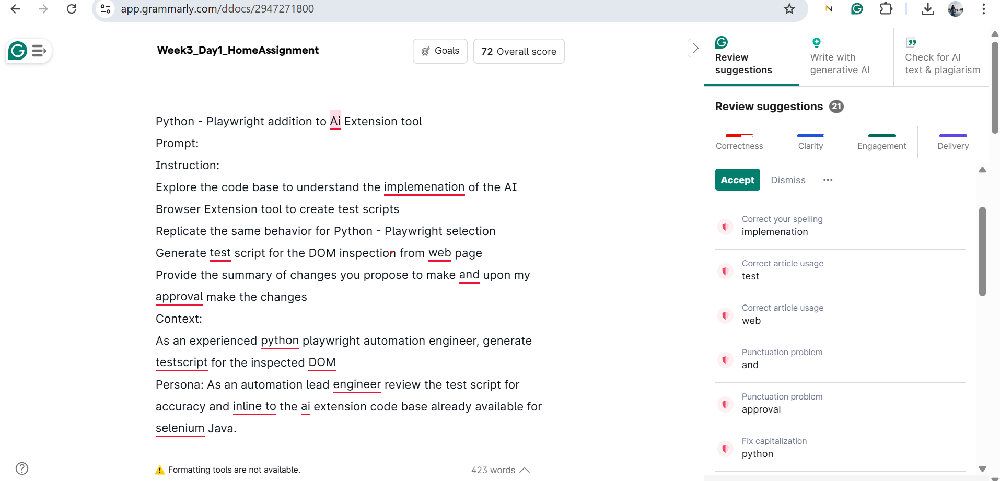 app.grammarly.com/ddocs/2947271800
Week3_Day1_HomeAssignment
Goals
72 Overall score
Python - Playwright addition to Ai Extension tool
Prompt:
Instruction:
Explore the code base to understand the implemenation of the AI
Browser Extension tool to create test scripts
Replicate the same behavior for Python - Playwright selection
Generate test script for the DOM inspection from web page
Provide the summary of changes you propose to make and upon my
approval make the changes
Context:
As an experienced python playwright automation engineer, generate
testscript for the inspected DOM
Persona: As an automation lead engineer review the test script for
accuracy and inline to the ai extension code base already available for
selenium Java.
Formatting tools are not available.
423 words
Review
suggestions
Write with
generative AI
Check for AI
text & plagiarism
Review suggestions 21
Correctness
Clarity
Engagement
Delivery
Accept
Dismiss
Correct your spelling
implemenation
Correct article usage
test
Correct article usage
web
Punctuation problem
and
Punctuation problem
approval
Fix capitalization
python